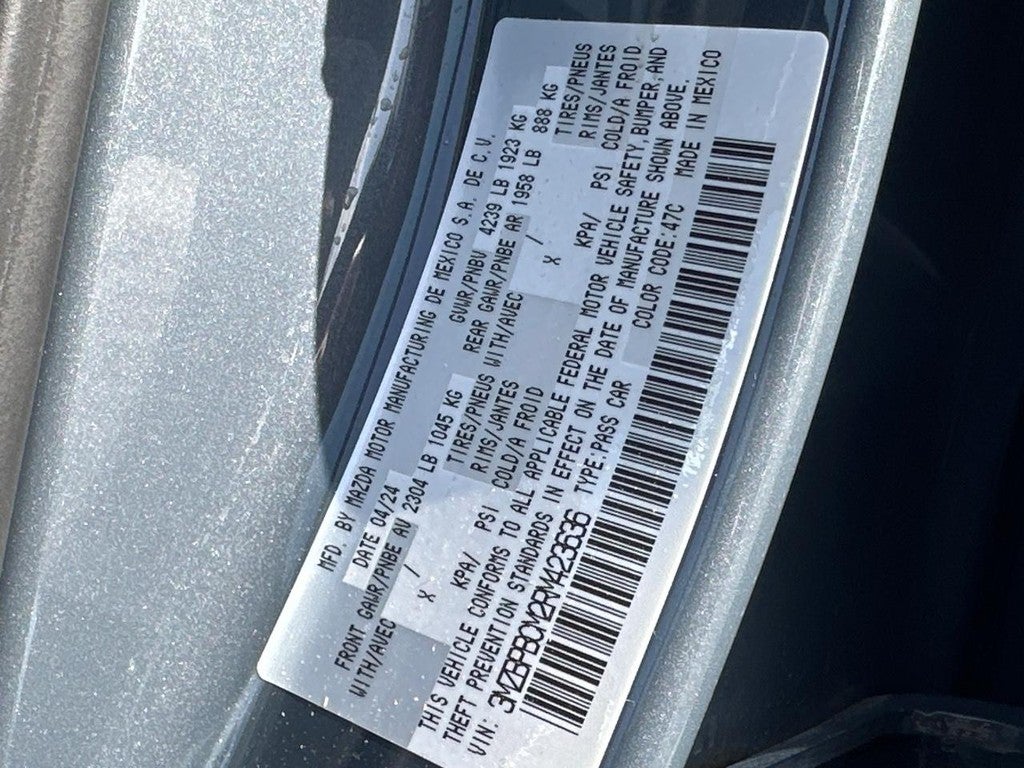 MFD. BY MAZDA MOTOR MANUFACTURING DE MEXICO S.A. DE C.V.
DATE 04/24 GVWR/PNBV 4239 LB 1923 KG
FRONT GAWR/PNBE AV 2304 LB 1045 KG REAR GAWR/PNBE AR 1958 LB 888 KG
WITH/AVEC TIRES/PNEUS WITH/AVEC TIRES/PNEUS
X / RIMS/JANTES X / RIMS/JANTES
KPA/ PSI COLD/A FROID KPA/ PSI COLD/A FROID
THIS VEHICLE CONFORMS TO ALL APPLICABLE FEDERAL MOTOR VEHICLE SAFETY, BUMPER, AND
THEFT PREVENTION STANDARDS IN EFFECT ON THE DATE OF MANUFACTURE SHOWN ABOVE.
VIN: 3MZBPBCM2RM423636 TYPE:PASS CAR COLOR CODE:47C MADE IN MEXICO